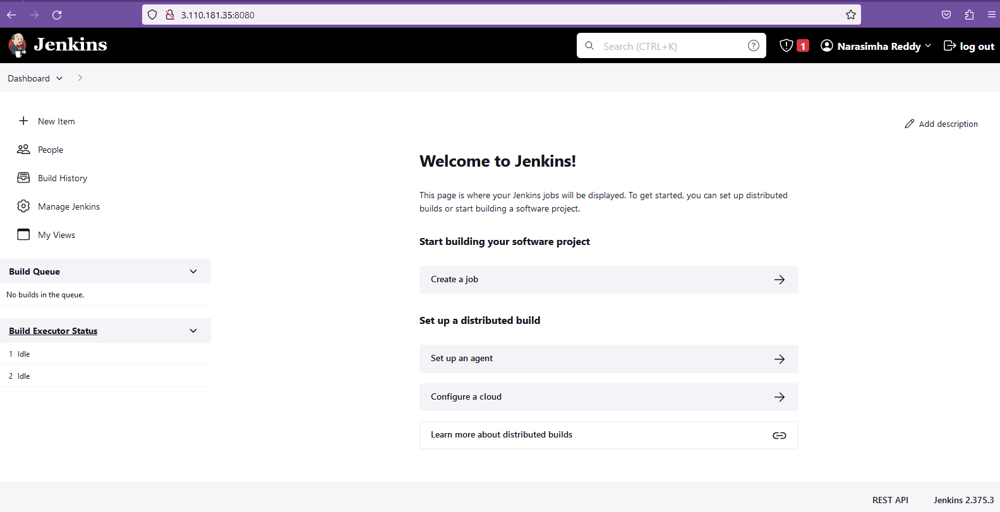 3.110.181.35:8080
Jenkins
Search (CTRL+K)
1
Narasimha Reddy
log out
Dashboard
New Item
People
Build History
Manage Jenkins
My Views
Build Queue
No builds in the queue.
Build Executor Status
1 Idle
2 Idle
Add description
Welcome to Jenkins!
This page is where your Jenkins jobs will be displayed. To get started, you can set up distributed
builds or start building a software project.
Start building your software project
Create a job
Set up a distributed build
Set up an agent
Configure a cloud
Learn more about distributed builds
REST API
Jenkins 2.375.3